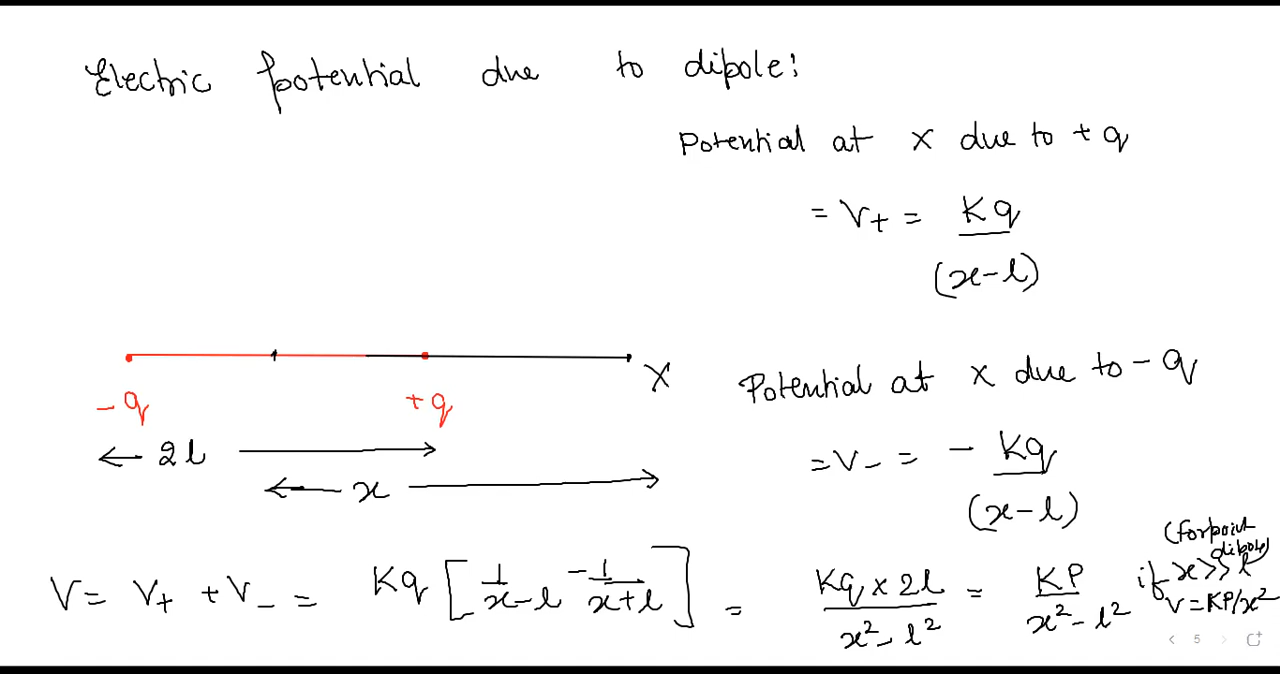 Electric potential due to dipole:
Potential at X due to + q
= V+ = Kq
(x-l)
X
- q
+ q
2l
x
Potential at X due to - q
= V- = - Kq
(x-l)
V = V+ + V- = Kq [ 1/x-l - 1/x+l ] = Kq x 2l / x² - l² = KP / x² - l² if x >> l
(for point
dipole)
V = KP/x²
5